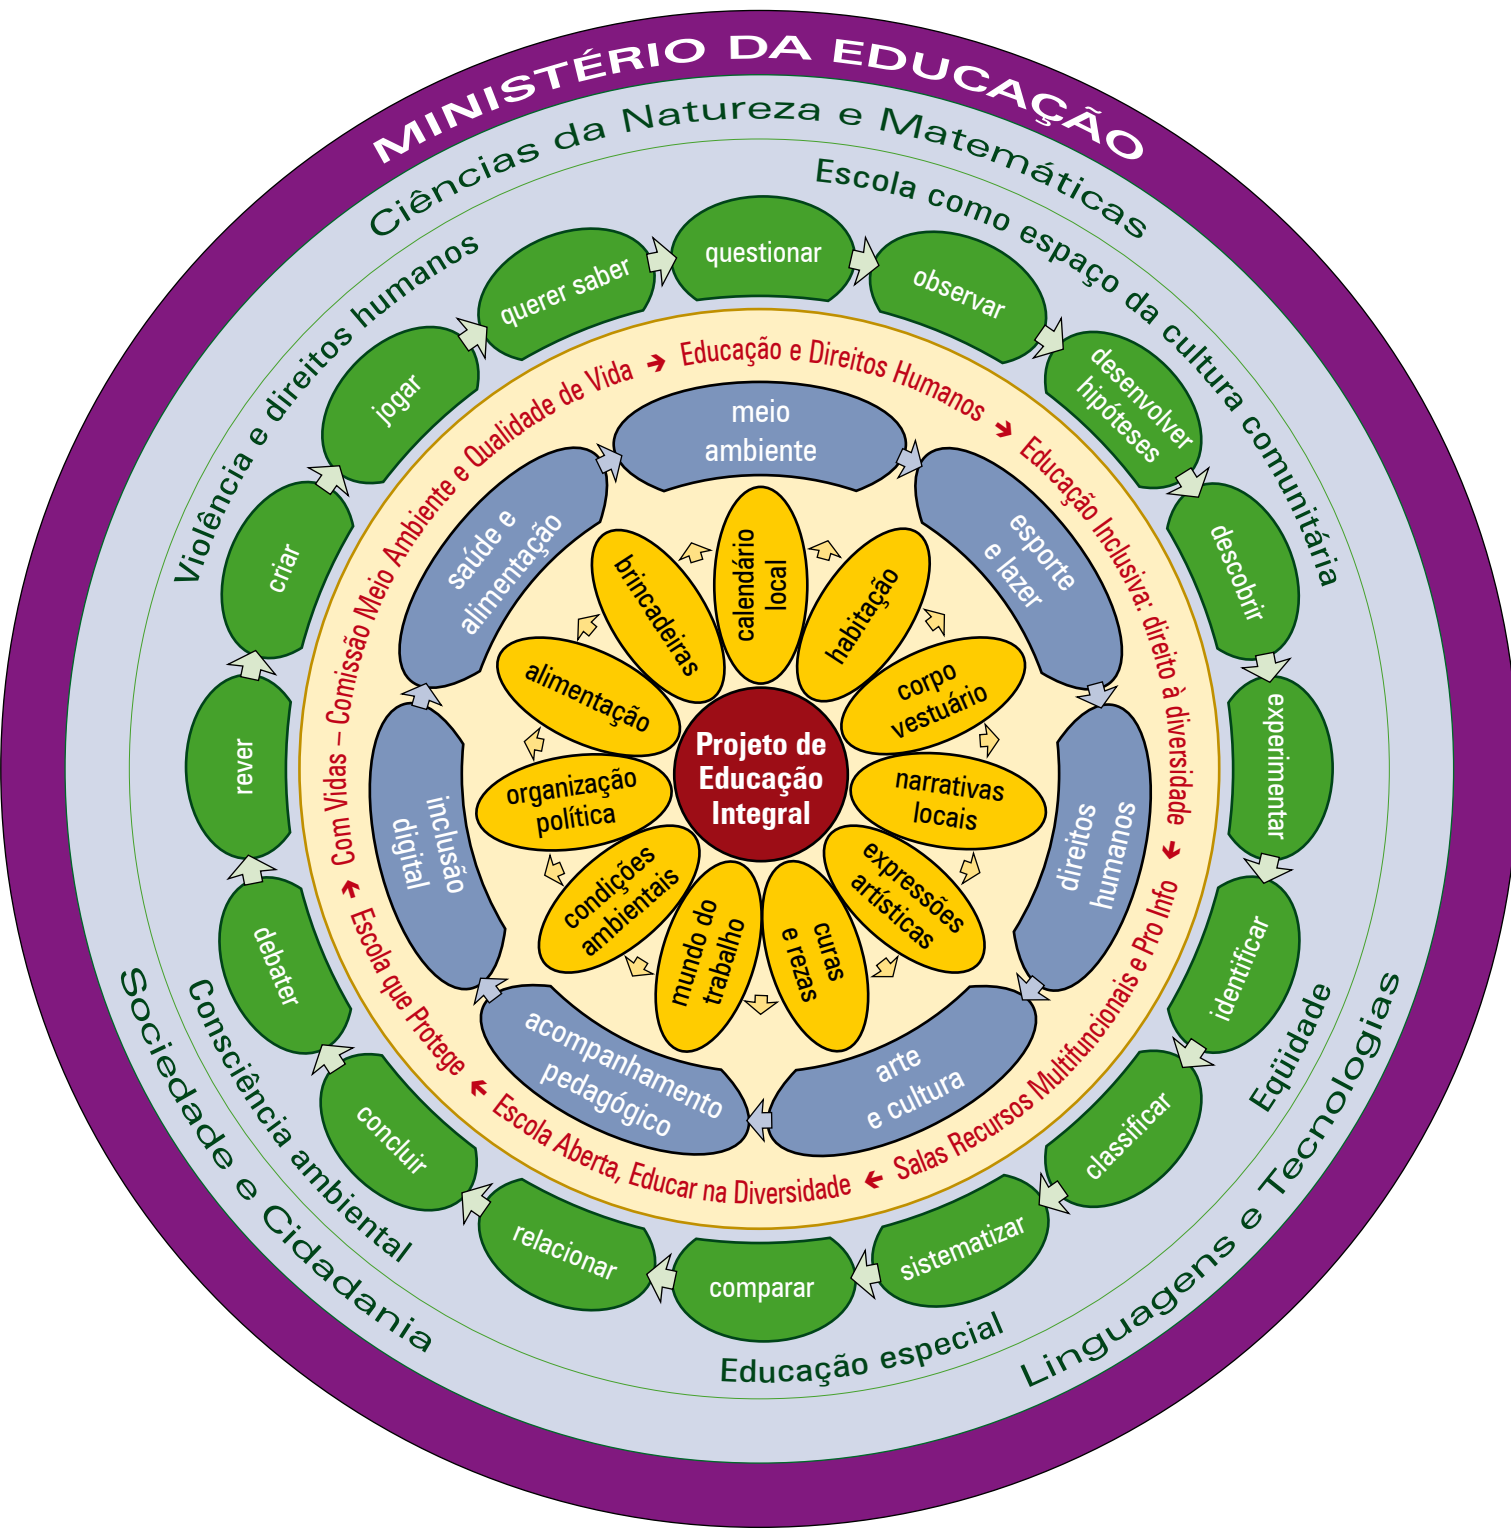 MINISTÉRIO DA EDUCAÇÃO
Ciências da Natureza e Matemáticas
Linguagens e Tecnologias
Sociedade e Cidadania
Escola como espaço da cultura comunitária
Eqüidade
Educação especial
Consciência ambiental
Violência e direitos humanos
questionar
observar
desenvolver
hipóteses
descobrir
experimentar
identificar
classificar
sistematizar
comparar
relacionar
concluir
debater
rever
criar
jogar
querer saber
Educação e Direitos Humanos
Educação Inclusiva: direito à diversidade
Salas Recursos Multifuncionais e Pro Info
Escola Aberta, Educar na Diversidade
Escola que Protege
Com Vidas – Comissão Meio Ambiente e Qualidade de Vida
meio
ambiente
esporte
e lazer
direitos
humanos
arte
e cultura
acompanhamento
pedagógico
inclusão
digital
saúde e
alimentação
calendário
local
habitação
corpo
vestuário
narrativas
locais
expressões
artísticas
curas
e rezas
mundo do
trabalho
condições
ambientais
organização
política
alimentação
brincadeiras
Projeto de
Educação
Integral